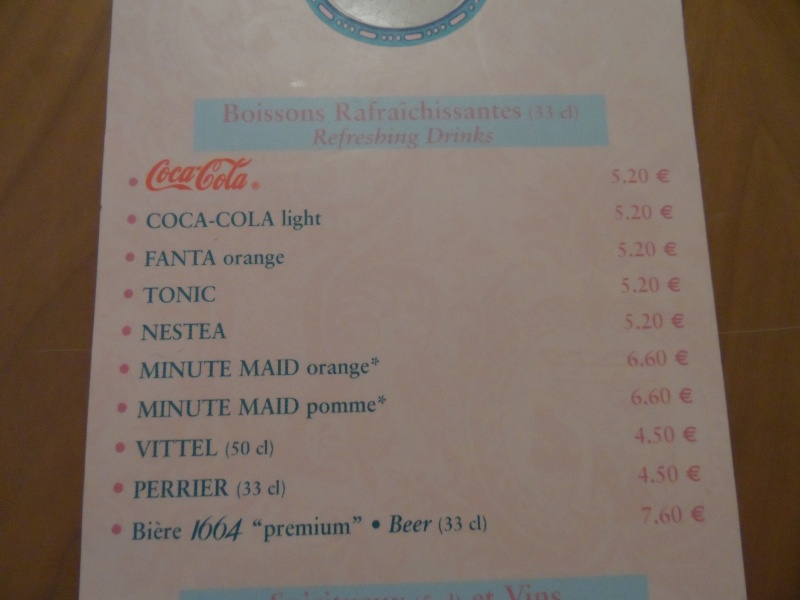 Boissons Rafraîchissantes (33 cl)
Refreshing Drinks
• Coca-Cola® 5.20 €
• COCA-COLA light 5.20 €
• FANTA orange 5.20 €
• TONIC 5.20 €
• NESTEA 5.20 €
• MINUTE MAID orange* 6.60 €
• MINUTE MAID pomme* 6.60 €
• VITTEL (50 cl) 4.50 €
• PERRIER (33 cl) 4.50 €
• Bière 1664 “premium” • Beer (33 cl) 7.60 €
et Vins